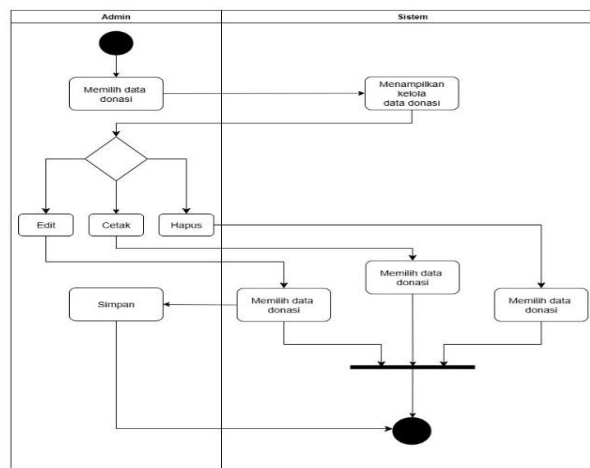 Admin
Sistem
Memilih data
donasi
Menampilkan
kelola
data donasi
Edit
Cetak
Hapus
Memilih data
donasi
Simpan
Memilih data
donasi
Memilih data
donasi